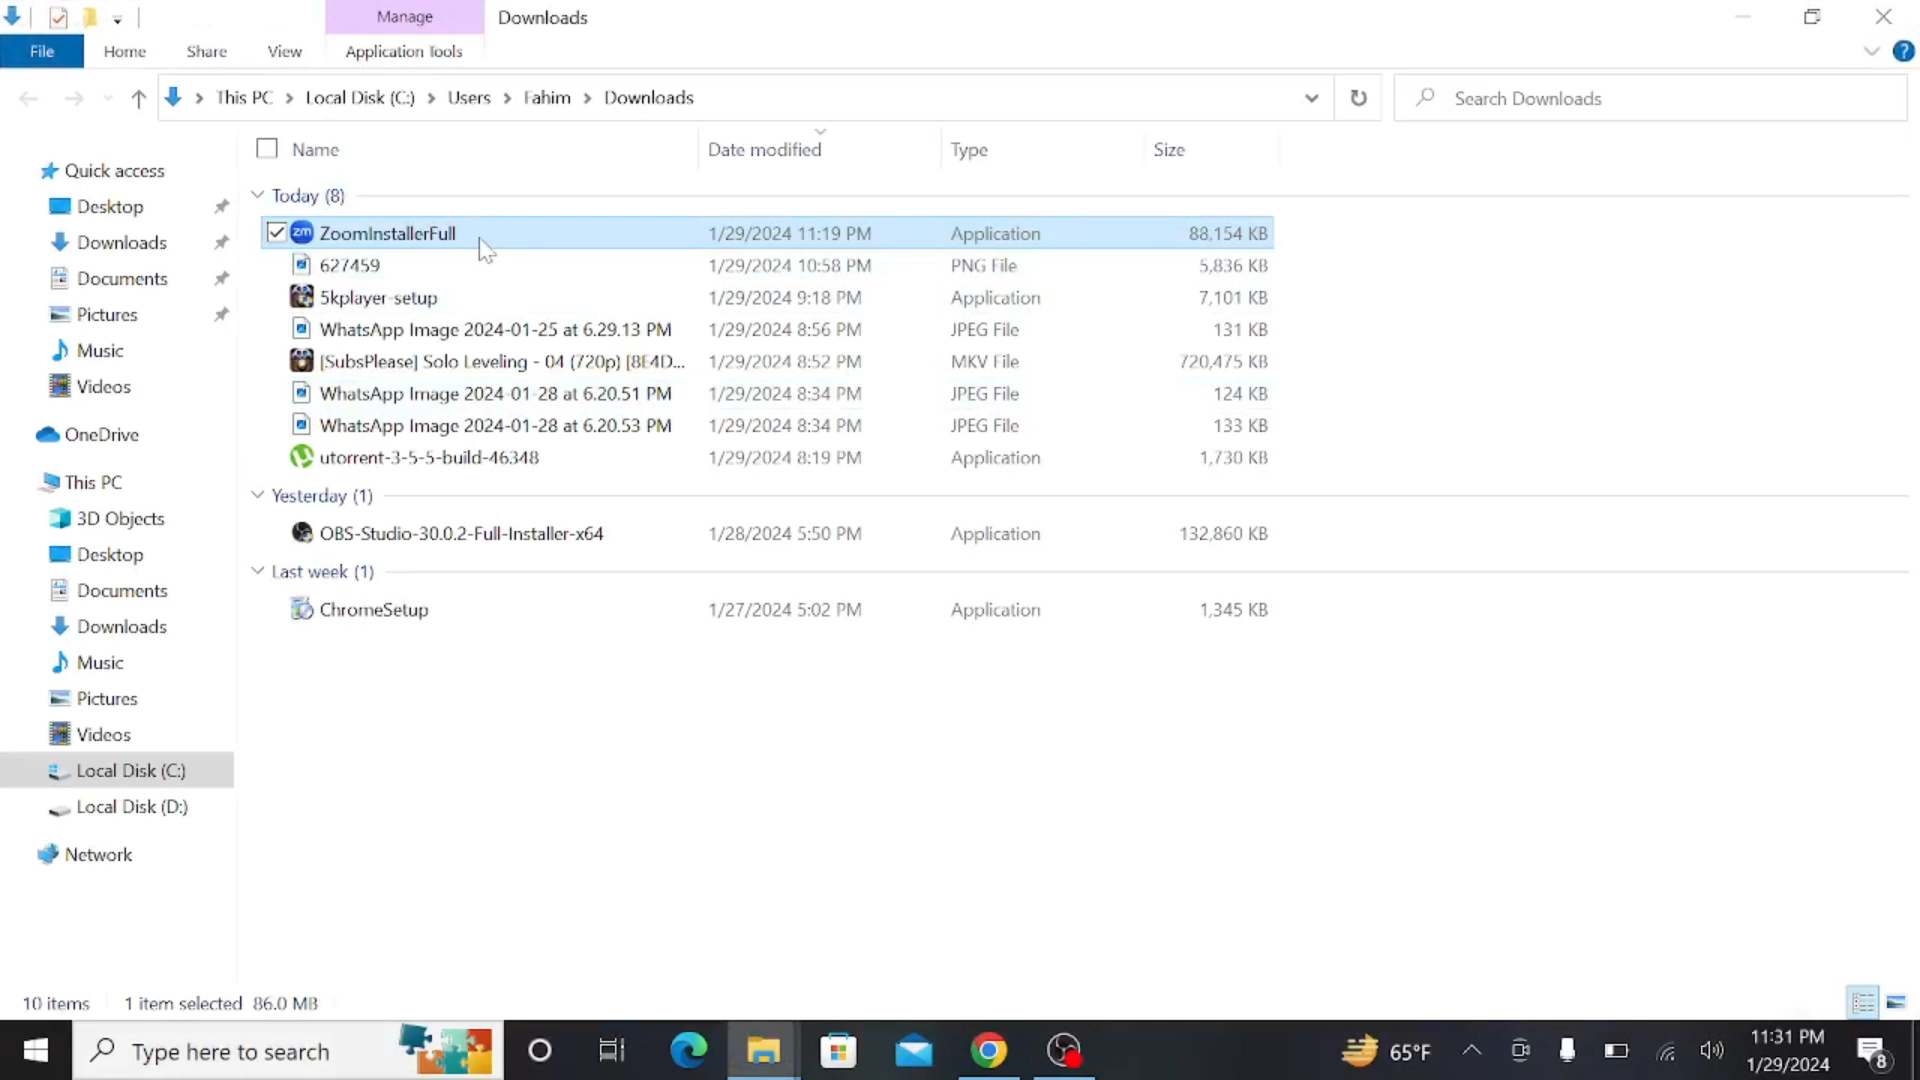 Manage
Downloads
File
Home
Share
View
Application Tools
?
This PC
Local Disk (C:)
Users
Fahim
Downloads
Search Downloads
Name
Date modified
Type
Size
Quick access
Desktop
Downloads
Documents
Pictures
Music
Videos
OneDrive
This PC
3D Objects
Desktop
Documents
Downloads
Music
Pictures
Videos
Local Disk (C:)
Local Disk (D:)
Network
Today (8)
zm ZoomInstallerFull 1/29/2024 11:19 PM Application 88,154 KB
627459 1/29/2024 10:58 PM PNG File 5,836 KB
5kplayer-setup 1/29/2024 9:18 PM Application 7,101 KB
WhatsApp Image 2024-01-25 at 6.29.13 PM 1/29/2024 8:56 PM JPEG File 131 KB
[SubsPlease] Solo Leveling - 04 (720p) [8E4D... 1/29/2024 8:52 PM MKV File 720,475 KB
WhatsApp Image 2024-01-28 at 6.20.51 PM 1/29/2024 8:34 PM JPEG File 124 KB
WhatsApp Image 2024-01-28 at 6.20.53 PM 1/29/2024 8:34 PM JPEG File 133 KB
utorrent-3-5-5-build-46348 1/29/2024 8:19 PM Application 1,730 KB
Yesterday (1)
OBS-Studio-30.0.2-Full-Installer-x64 1/28/2024 5:50 PM Application 132,860 KB
Last week (1)
ChromeSetup 1/27/2024 5:02 PM Application 1,345 KB
10 items 1 item selected 86.0 MB
Type here to search
65°F
11:31 PM
1/29/2024
8